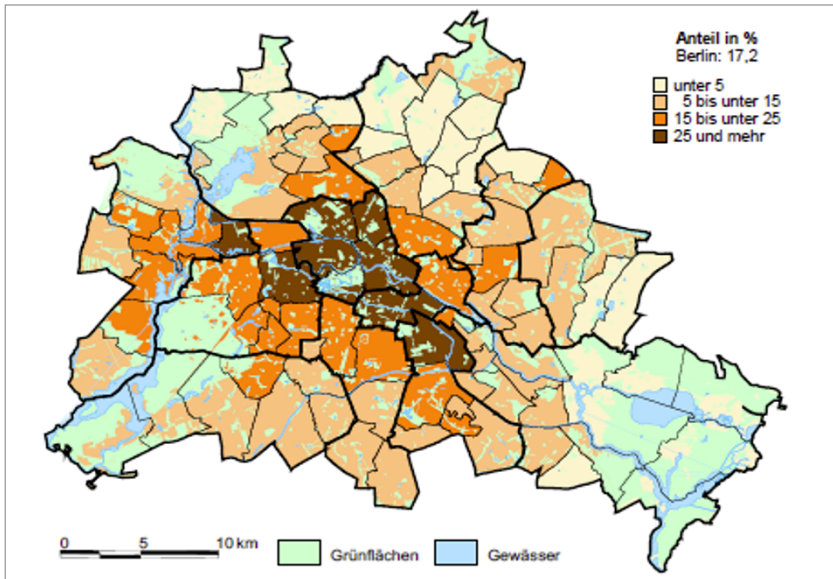 Anteil in %
Berlin: 17,2
unter 5
5 bis unter 15
15 bis unter 25
25 und mehr
0 5 10 km
Grünflächen Gewässer